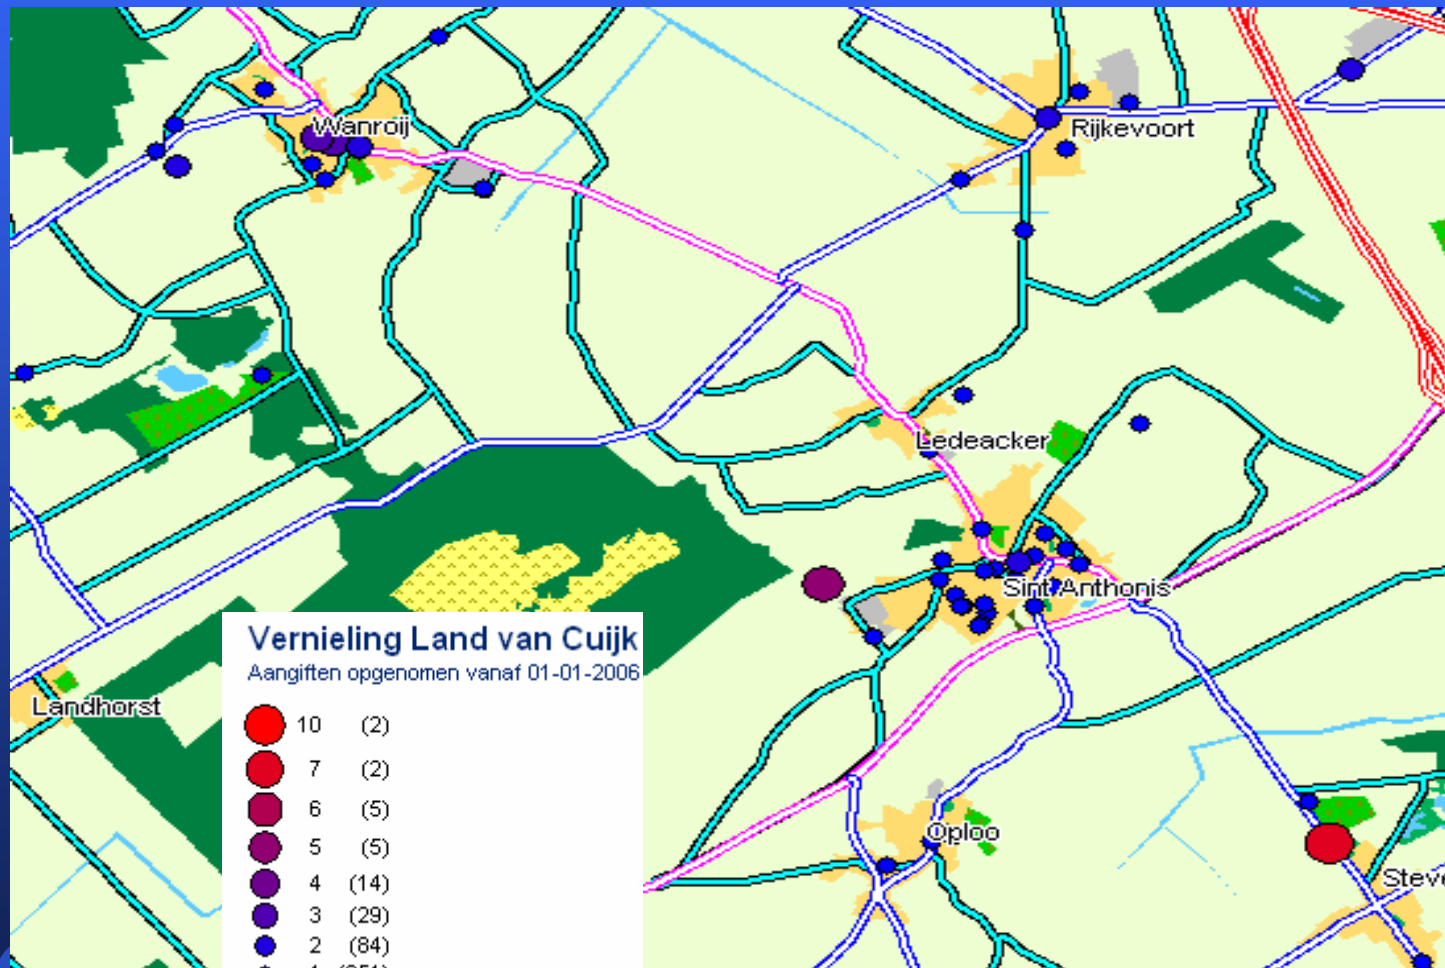 Wanroij
Rijkevoort
Ledeacker
Sint Anthonis
Landhorst
Oploo
Steve
Vernieling Land van Cuijk
Aangiften opgenomen vanaf 01-01-2006
10 (2)
7 (2)
6 (5)
5 (5)
4 (14)
3 (29)
2 (84)